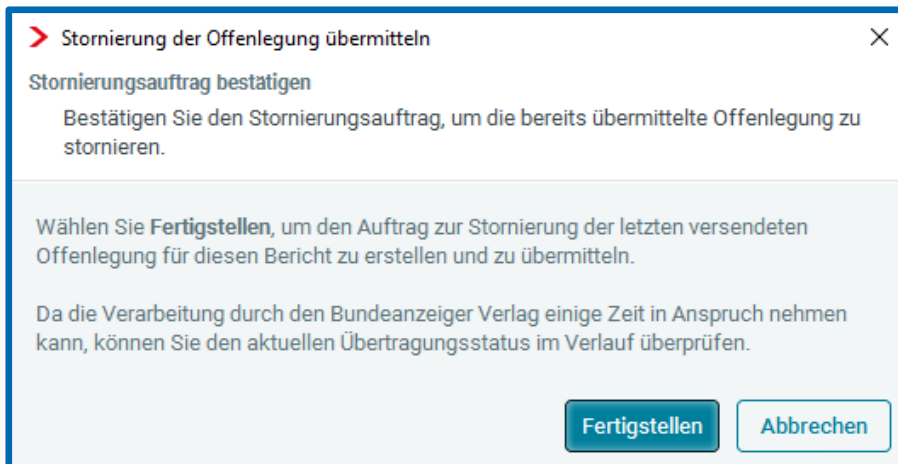 Stornierung der Offenlegung übermitteln
Stornierungsauftrag bestätigen
Bestätigen Sie den Stornierungsauftrag, um die bereits übermittelte Offenlegung zu
stornieren.
Wählen Sie Fertigstellen, um den Auftrag zur Stornierung der letzten versendeten
Offenlegung für diesen Bericht zu erstellen und zu übermitteln.
Da die Verarbeitung durch den Bundeanzeiger Verlag einige Zeit in Anspruch nehmen
kann, können Sie den aktuellen Übertragungsstatus im Verlauf überprüfen.
Fertigstellen Abbrechen